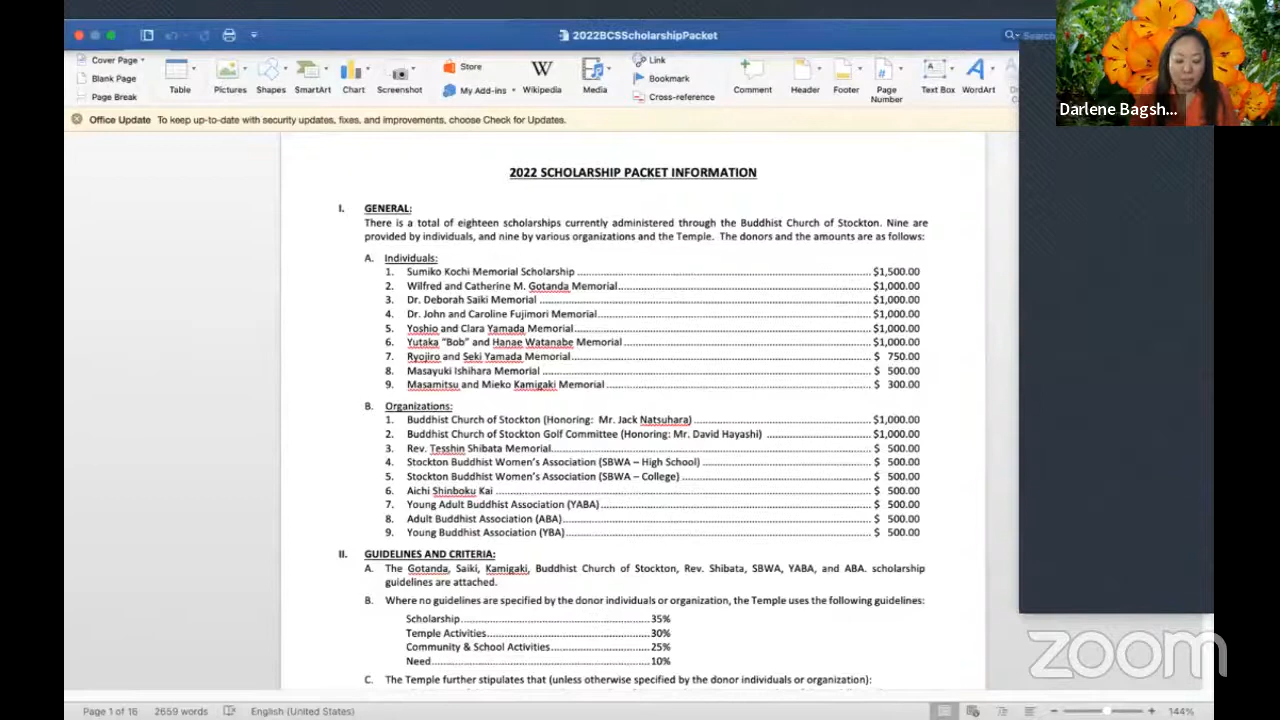 2022BCSScholarshipPacket
Search
Cover Page
Blank Page
Page Break
Table
Pictures
Shapes
SmartArt
Chart
Screenshot
Store
My Add-ins
Wikipedia
Media
Link
Bookmark
Cross-reference
Comment
Header
Footer
Page Number
Text Box
WordArt
Darlene Bagsh...
Office Update To keep up-to-date with security updates, fixes, and improvements, choose Check for Updates.
2022 SCHOLARSHIP PACKET INFORMATION
I. GENERAL:
There is a total of eighteen scholarships currently administered through the Buddhist Church of Stockton. Nine are
provided by individuals, and nine by various organizations and the Temple. The donors and the amounts are as follows:
A. Individuals:
1. Sumiko Kochi Memorial Scholarship $1,500.00
2. Wilfred and Catherine M. Gotanda Memorial $1,000.00
3. Dr. Deborah Saiki Memorial $1,000.00
4. Dr. John and Caroline Fujimori Memorial $1,000.00
5. Yoshio and Clara Yamada Memorial $1,000.00
6. Yutaka "Bob" and Hanae Watanabe Memorial $1,000.00
7. Ryojiro and Seki Yamada Memorial $ 750.00
8. Masayuki Ishihara Memorial $ 500.00
9. Masamitsu and Mieko Kamigaki Memorial $ 300.00
B. Organizations:
1. Buddhist Church of Stockton (Honoring: Mr. Jack Natsuhara) $1,000.00
2. Buddhist Church of Stockton Golf Committee (Honoring: Mr. David Hayashi) $1,000.00
3. Rev. Tesshin Shibata Memorial $ 500.00
4. Stockton Buddhist Women's Association (SBWA – High School) $ 500.00
5. Stockton Buddhist Women's Association (SBWA – College) $ 500.00
6. Aichi Shinboku Kai $ 500.00
7. Young Adult Buddhist Association (YABA) $ 500.00
8. Adult Buddhist Association (ABA) $ 500.00
9. Young Buddhist Association (YBA) $ 500.00
II. GUIDELINES AND CRITERIA:
A. The Gotanda, Saiki, Kamigaki, Buddhist Church of Stockton, Rev. Shibata, SBWA, YABA, and ABA. scholarship
guidelines are attached.
B. Where no guidelines are specified by the donor individuals or organization, the Temple uses the following guidelines:
Scholarship 35%
Temple Activities 30%
Community & School Activities 25%
Need 10%
C. The Temple further stipulates that (unless otherwise specified by the donor individuals or organization):
zoom
Page 1 of 16 2659 words English (United States) 144%